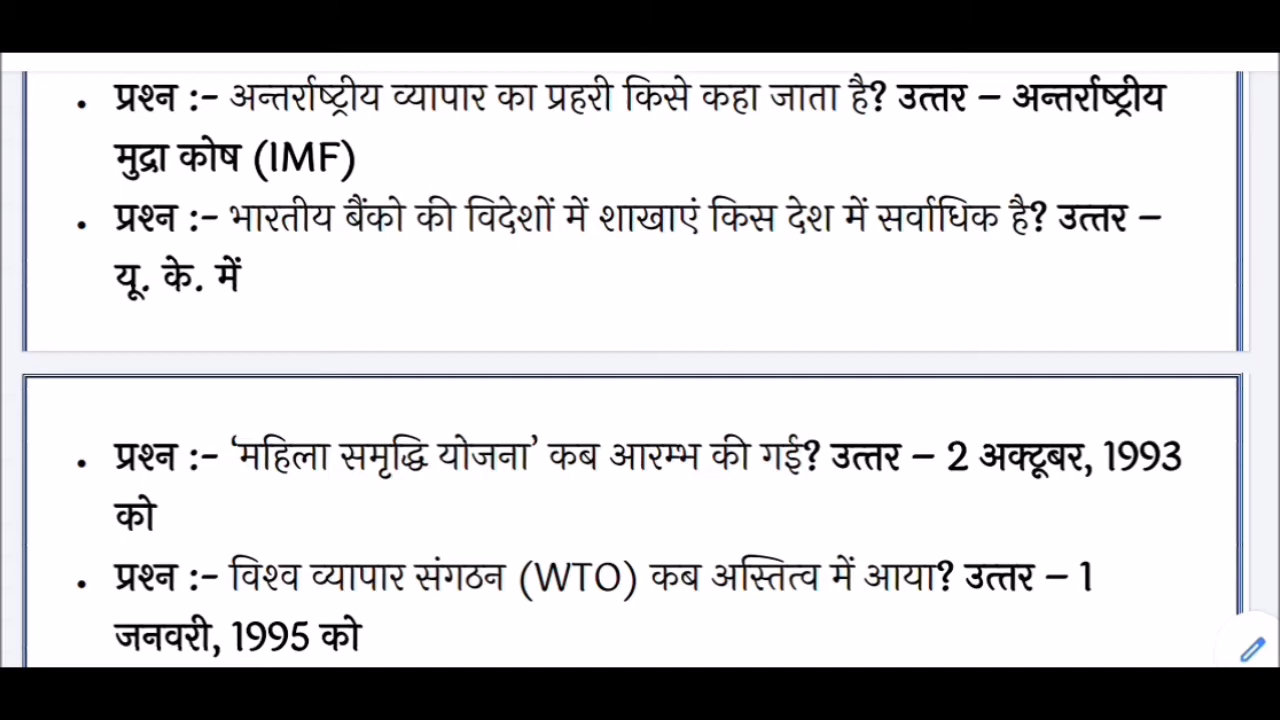 • प्रश्न :- अन्तर्राष्ट्रीय व्यापार का प्रहरी किसे कहा जाता है? उत्तर – अन्तर्राष्ट्रीय
मुद्रा कोष (IMF)
• प्रश्न :- भारतीय बैंको की विदेशों में शाखाएं किस देश में सर्वाधिक है? उत्तर –
यू. के. में
• प्रश्न :- ‘महिला समृद्धि योजना’ कब आरम्भ की गई? उत्तर – 2 अक्टूबर, 1993
को
• प्रश्न :- विश्व व्यापार संगठन (WTO) कब अस्तित्व में आया? उत्तर – 1
जनवरी, 1995 को